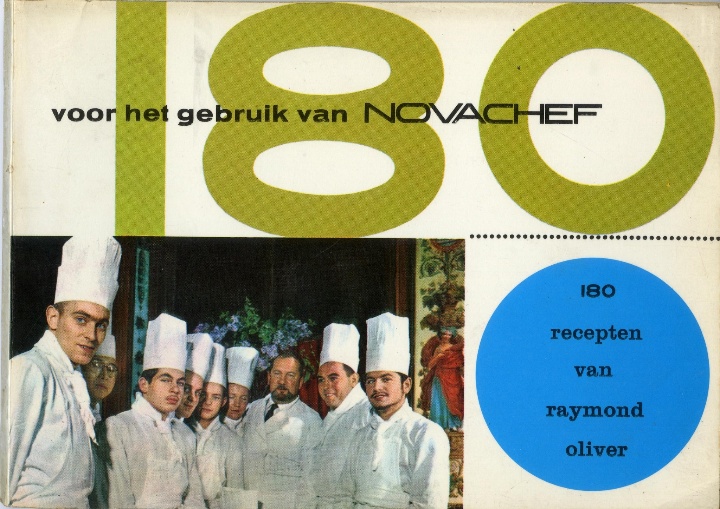 180
voor het gebruik van NOVACHEF
180
recepten
van
raymond
oliver